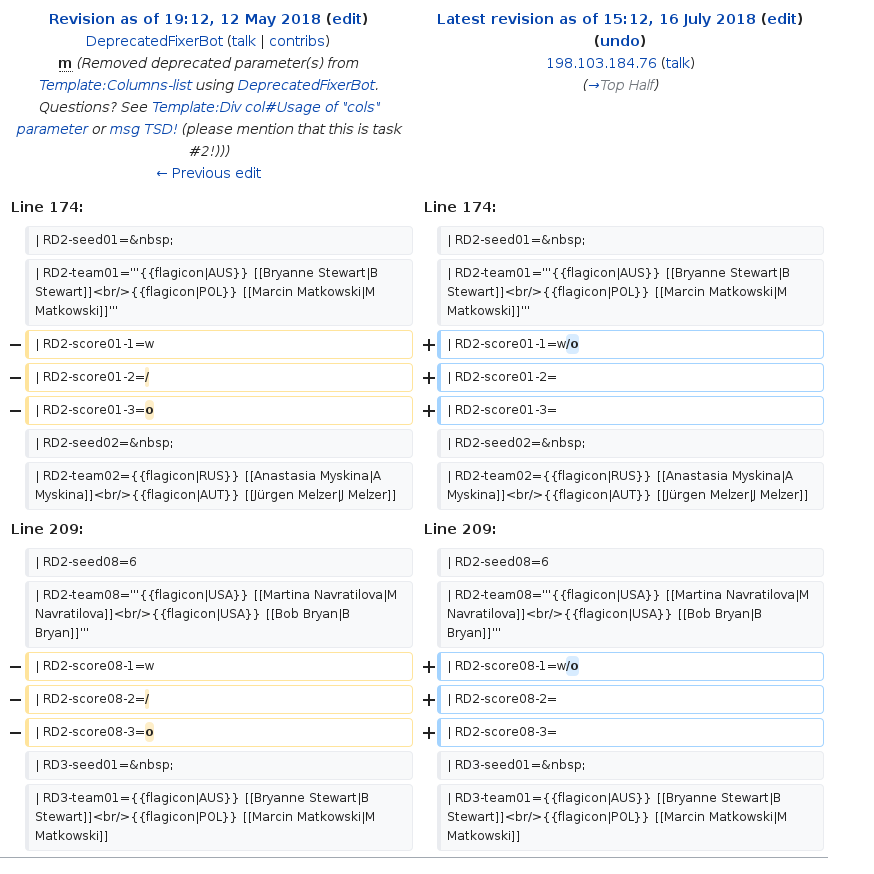 Revision as of 19:12, 12 May 2018 (edit)
DeprecatedFixerBot (talk | contribs)
m (Removed deprecated parameter(s) from
Template:Columns-list using DeprecatedFixerBot.
Questions? See Template:Div col#Usage of "cols"
parameter or msg TSD! (please mention that this is task
#2!)))
← Previous edit
Latest revision as of 15:12, 16 July 2018 (edit)
(undo)
198.103.184.76 (talk)
(→Top Half)
Line 174:
Line 174:
| RD2-seed01=&nbsp;
| RD2-seed01=&nbsp;
| RD2-team01='''{{flagicon|AUS}} [[Bryanne Stewart|B
Stewart]]<br/>{{flagicon|POL}} [[Marcin Matkowski|M
Matkowski]]'''
| RD2-team01='''{{flagicon|AUS}} [[Bryanne Stewart|B
Stewart]]<br/>{{flagicon|POL}} [[Marcin Matkowski|M
Matkowski]]'''
− | RD2-score01-1=w
+ | RD2-score01-1=w/o
− | RD2-score01-2=/
+ | RD2-score01-2=
− | RD2-score01-3=o
+ | RD2-score01-3=
| RD2-seed02=&nbsp;
| RD2-seed02=&nbsp;
| RD2-team02={{flagicon|RUS}} [[Anastasia Myskina|A
Myskina]]<br/>{{flagicon|AUT}} [[Jürgen Melzer|J Melzer]]
| RD2-team02={{flagicon|RUS}} [[Anastasia Myskina|A
Myskina]]<br/>{{flagicon|AUT}} [[Jürgen Melzer|J Melzer]]
Line 209:
Line 209:
| RD2-seed08=6
| RD2-seed08=6
| RD2-team08='''{{flagicon|USA}} [[Martina Navratilova|M
Navratilova]]<br/>{{flagicon|USA}} [[Bob Bryan|B
Bryan]]'''
| RD2-team08='''{{flagicon|USA}} [[Martina Navratilova|M
Navratilova]]<br/>{{flagicon|USA}} [[Bob Bryan|B
Bryan]]'''
− | RD2-score08-1=w
+ | RD2-score08-1=w/o
− | RD2-score08-2=/
+ | RD2-score08-2=
− | RD2-score08-3=o
+ | RD2-score08-3=
| RD3-seed01=&nbsp;
| RD3-seed01=&nbsp;
| RD3-team01={{flagicon|AUS}} [[Bryanne Stewart|B
Stewart]]<br/>{{flagicon|POL}} [[Marcin Matkowski|M
Matkowski]]
| RD3-team01={{flagicon|AUS}} [[Bryanne Stewart|B
Stewart]]<br/>{{flagicon|POL}} [[Marcin Matkowski|M
Matkowski]]